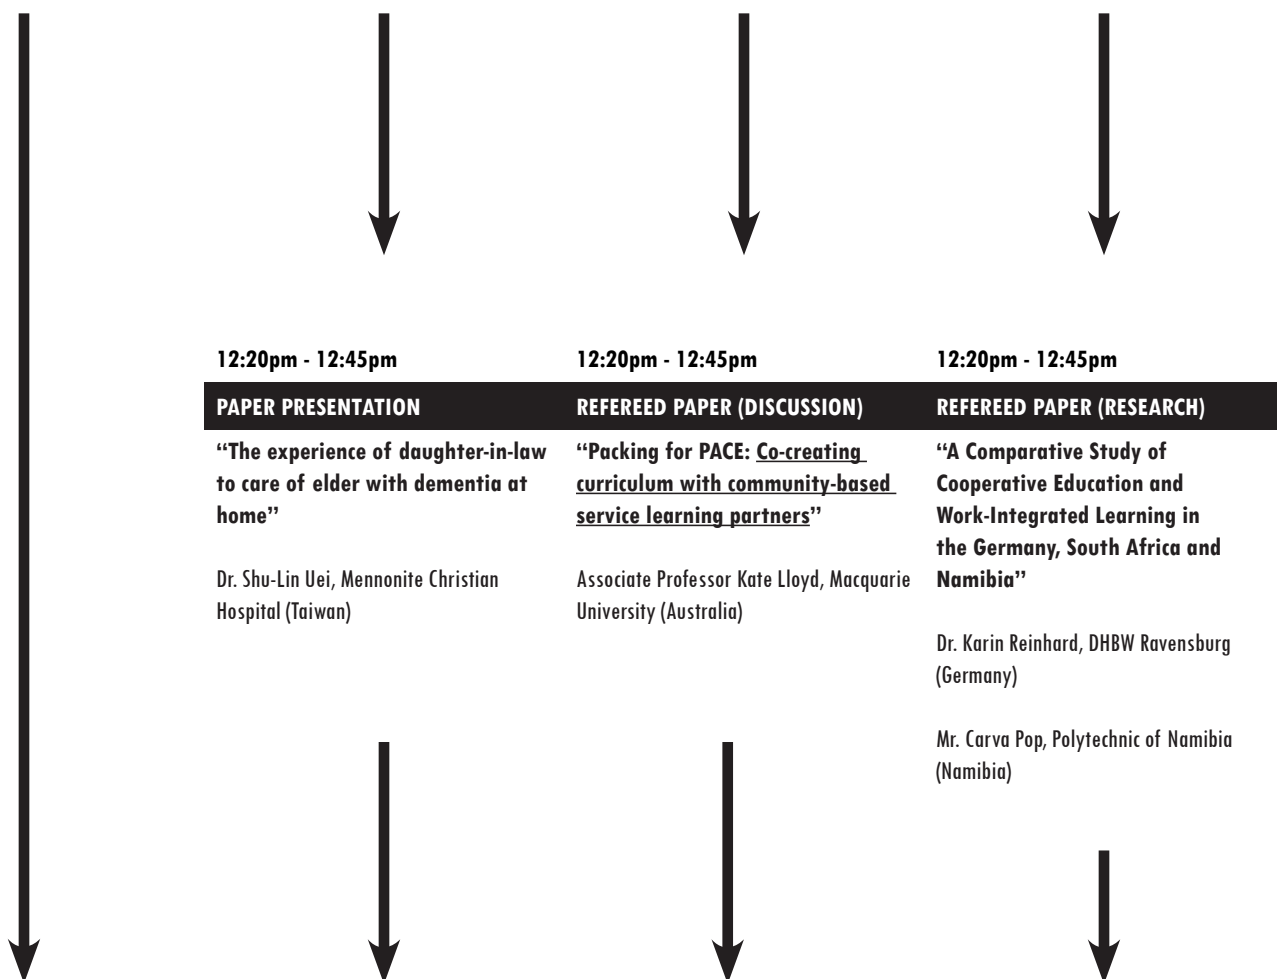 12:20pm - 12:45pm
PAPER PRESENTATION
“The experience of daughter-in-law
to care of elder with dementia at
home”
Dr. Shu-Lin Uei, Mennonite Christian
Hospital (Taiwan)
12:20pm - 12:45pm
REFEREED PAPER (DISCUSSION)
“Packing for PACE: Co-creating
curriculum with community-based
service learning partners”
Associate Professor Kate Lloyd, Macquarie
University (Australia)
12:20pm - 12:45pm
REFEREED PAPER (RESEARCH)
“A Comparative Study of
Cooperative Education and
Work-Integrated Learning in
the Germany, South Africa and
Namibia”
Dr. Karin Reinhard, DHBW Ravensburg
(Germany)
Mr. Carva Pop, Polytechnic of Namibia
(Namibia)